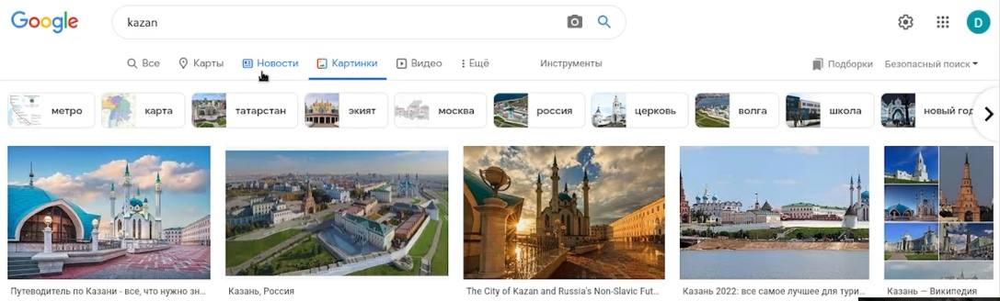 Google
kazan
D
Все Карты Новости Картинки Видео Ещё Инструменты
Подборки Безопасный поиск
метро карта татарстан экият москва россия церковь волга школа новый год
Путеводитель по Казани - все, что нужно зн...
Казань, Россия
The City of Kazan and Russia's Non-Slavic Fut...
Казань 2022: все самое лучшее для тури...
Казань — Википедия